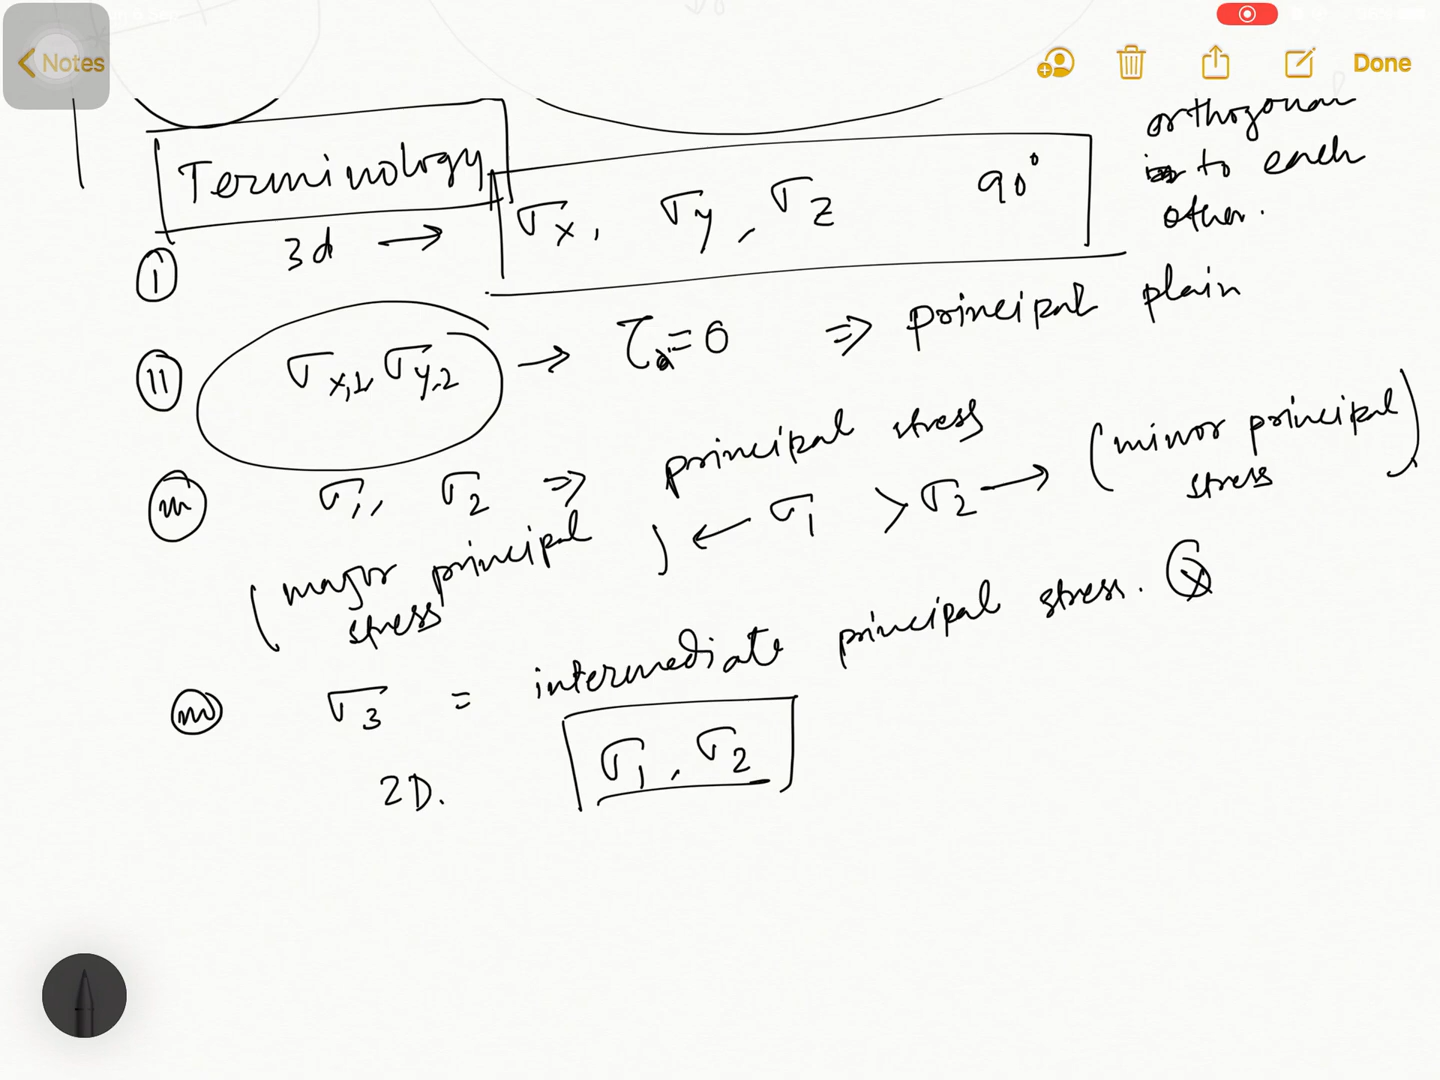 Notes
Done
orthogonal
to each
other.
Terminology
σx, σy, σz 90°
I 3d →
II σx,1, σy,2 → τ = 0 ⇒ principal plain
III σ1, σ2 ⇒ principal stress
(major principal stress) ← σ1 > σ2 → (minor principal stress)
σ3 = intermediate principal stress.
2D. σ1, σ2